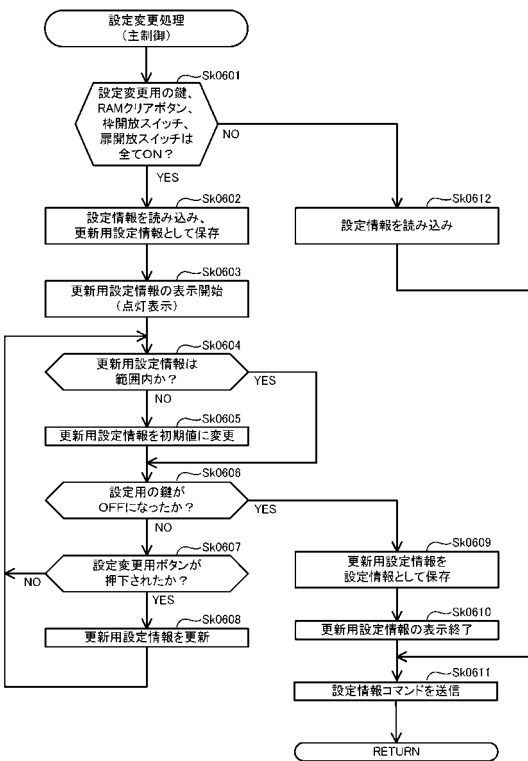 設定変更処理
(主制御)
Sk0601
設定変更用の鍵、
RAMクリアボタン、
枠開放スイッチ、
扉開放スイッチは
全てON?
NO
YES
Sk0602
設定情報を読み込み、
更新用設定情報として保存
Sk0612
設定情報を読み込み
Sk0603
更新用設定情報の表示開始
(点灯表示)
Sk0604
更新用設定情報は
範囲内か?
YES
NO
Sk0605
更新用設定情報を初期値に変更
Sk0606
設定用の鍵が
OFFになったか?
YES
NO
Sk0607
設定変更用ボタンが
押下されたか?
NO
YES
Sk0608
更新用設定情報を更新
Sk0609
更新用設定情報を
設定情報として保存
Sk0610
更新用設定情報の表示終了
Sk0611
設定情報コマンドを送信
RETURN